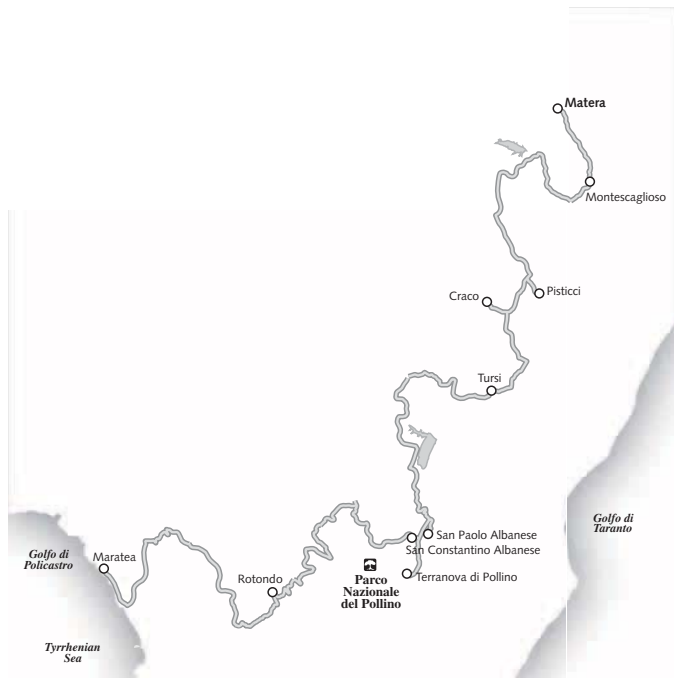 Matera
Montescaglioso
Pisticci
Craco
Tursi
Golfo di
Taranto
San Paolo Albanese
San Constantino Albanese
Golfo di
Policastro
Maratea
Rotondo
Terranova di Pollino
Parco
Nazionale
del Pollino
Tyrrhenian
Sea